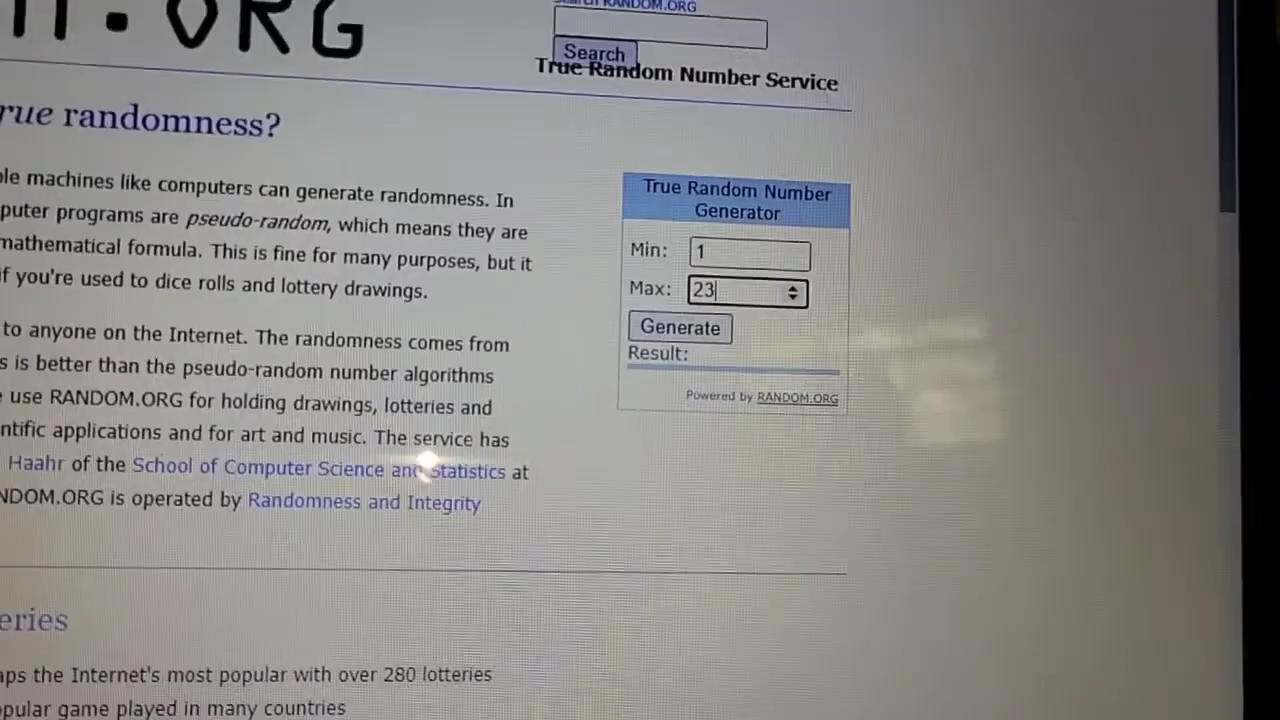 .ORG
Search RANDOM.ORG
Search
True Random Number Service
rue randomness?
machines like computers can generate randomness. In
puter programs are pseudo-random, which means they are
mathematical formula. This is fine for many purposes, but it
if you're used to dice rolls and lottery drawings.
to anyone on the Internet. The randomness comes from
s is better than the pseudo-random number algorithms
use RANDOM.ORG for holding drawings, lotteries and
ntific applications and for art and music. The service has
Haahr of the School of Computer Science and Statistics at
NDOM.ORG is operated by Randomness and Integrity
True Random Number
Generator
Min: 1
Max: 23
Generate
Result:
Powered by RANDOM.ORG
eries
aps the Internet's most popular with over 280 lotteries
opular game played in many countries